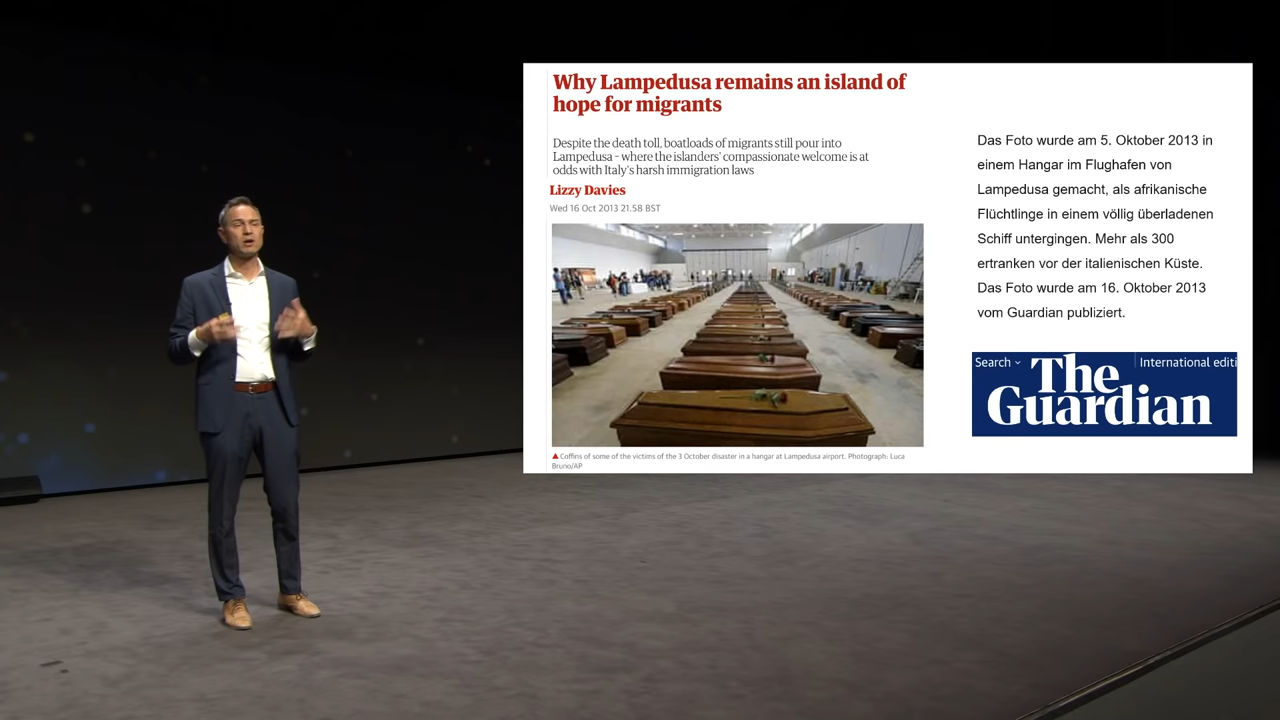 Why Lampedusa remains an island of
hope for migrants
Despite the death toll, boatloads of migrants still pour into
Lampedusa – where the islanders' compassionate welcome is at
odds with Italy's harsh immigration laws
Lizzy Davies
Wed 16 Oct 2013 21.58 BST
Coffins of some of the victims of the 3 October disaster in a hangar at Lampedusa airport. Photograph: Luca
Bruno/AP
Das Foto wurde am 5. Oktober 2013 in
einem Hangar im Flughafen von
Lampedusa gemacht, als afrikanische
Flüchtlinge in einem völlig überladenen
Schiff untergingen. Mehr als 300
ertranken vor der italienischen Küste.
Das Foto wurde am 16. Oktober 2013
vom Guardian publiziert.
Search
International editi
The
Guardian